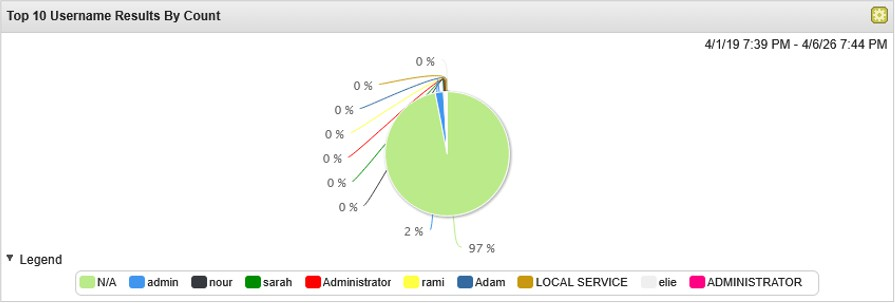 Top 10 Username Results By Count
4/1/19 7:39 PM - 4/6/26 7:44 PM
0 %
0 %
0 %
0 %
0 %
0 %
0 %
2 %
97 %
Legend
N/A admin nour sarah Administrator rami Adam LOCAL SERVICE elie ADMINISTRATOR